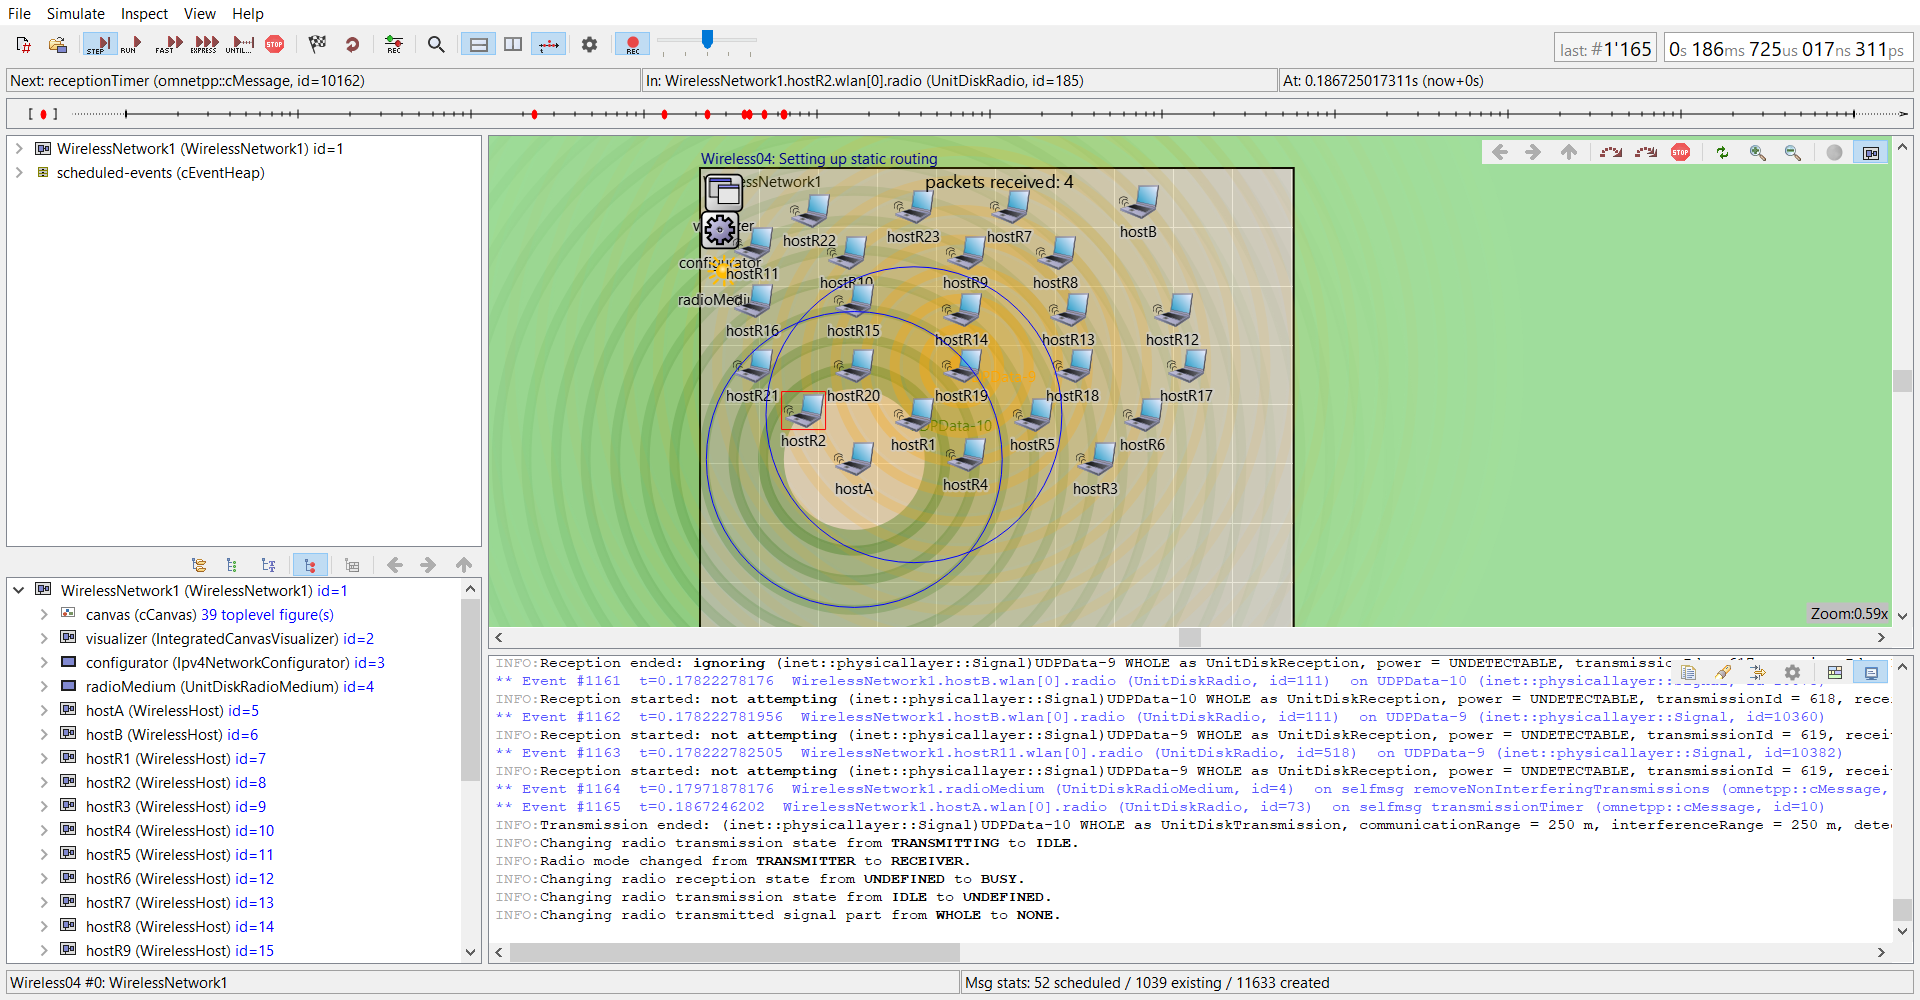 File Simulate Inspect View Help
STEP RUN FAST EXPRESS UNTIL... STOP REC REC
last: #1'165 0s 186ms 725us 017ns 311ps
Next: receptionTimer (omnetpp::cMessage, id=10162) In: WirelessNetwork1.hostR2.wlan[0].radio (UnitDiskRadio, id=185) At: 0.186725017311s (now+0s)
WirelessNetwork1 (WirelessNetwork1) id=1
scheduled-events (cEventHeap)
WirelessNetwork1 (WirelessNetwork1) id=1
canvas (cCanvas) 39 toplevel figure(s)
visualizer (IntegratedCanvasVisualizer) id=2
configurator (Ipv4NetworkConfigurator) id=3
radioMedium (UnitDiskRadioMedium) id=4
hostA (WirelessHost) id=5
hostB (WirelessHost) id=6
hostR1 (WirelessHost) id=7
hostR2 (WirelessHost) id=8
hostR3 (WirelessHost) id=9
hostR4 (WirelessHost) id=10
hostR5 (WirelessHost) id=11
hostR6 (WirelessHost) id=12
hostR7 (WirelessHost) id=13
hostR8 (WirelessHost) id=14
hostR9 (WirelessHost) id=15
STOP
Wireless04: Setting up static routing
packets received: 4
hostR22 hostR23 hostR7 hostB
configurator
hostR11 hostR10 hostR9 hostR8
hostR16 hostR15 hostR14 hostR13 hostR12
hostR21 hostR20 hostR19 hostR18 hostR17
hostR2 hostR1 hostR5 hostR6
hostA hostR4 hostR3
Zoom:0.59x
INFO:Reception ended: ignoring (inet::physicallayer::Signal)UDPData-9 WHOLE as UnitDiskReception, power = UNDETECTABLE,
** Event #1161 t=0.17822278176 WirelessNetwork1.hostB.wlan[0].radio (UnitDiskRadio, id=111) on UDPData-10 (inet::physicallayer::Signal,
INFO:Reception started: not attempting (inet::physicallayer::Signal)UDPData-10 WHOLE as UnitDiskReception, power = UNDETECTABLE, transmissionId = 618, recei
** Event #1162 t=0.178222781956 WirelessNetwork1.hostB.wlan[0].radio (UnitDiskRadio, id=111) on UDPData-9 (inet::physicallayer::Signal, id=10360)
INFO:Reception started: not attempting (inet::physicallayer::Signal)UDPData-9 WHOLE as UnitDiskReception, power = UNDETECTABLE, transmissionId = 619, receiv
** Event #1163 t=0.178222782505 WirelessNetwork1.hostR11.wlan[0].radio (UnitDiskRadio, id=518) on UDPData-9 (inet::physicallayer::Signal, id=10382)
INFO:Reception started: not attempting (inet::physicallayer::Signal)UDPData-9 WHOLE as UnitDiskReception, power = UNDETECTABLE, transmissionId = 619, receiv
** Event #1164 t=0.17971878176 WirelessNetwork1.radioMedium (UnitDiskRadioMedium, id=4) on selfmsg removeNonInterferingTransmissions (omnetpp::cMessage,
** Event #1165 t=0.1867246202 WirelessNetwork1.hostA.wlan[0].radio (UnitDiskRadio, id=73) on selfmsg transmissionTimer (omnetpp::cMessage, id=10)
INFO:Transmission ended: (inet::physicallayer::Signal)UDPData-10 WHOLE as UnitDiskTransmission, communicationRange = 250 m, interferenceRange = 250 m, dete
INFO:Changing radio transmission state from TRANSMITTING to IDLE.
INFO:Radio mode changed from TRANSMITTER to RECEIVER.
INFO:Changing radio reception state from UNDEFINED to BUSY.
INFO:Changing radio transmission state from IDLE to UNDEFINED.
INFO:Changing radio transmitted signal part from WHOLE to NONE.
Wireless04 #0: WirelessNetwork1 Msg stats: 52 scheduled / 1039 existing / 11633 created